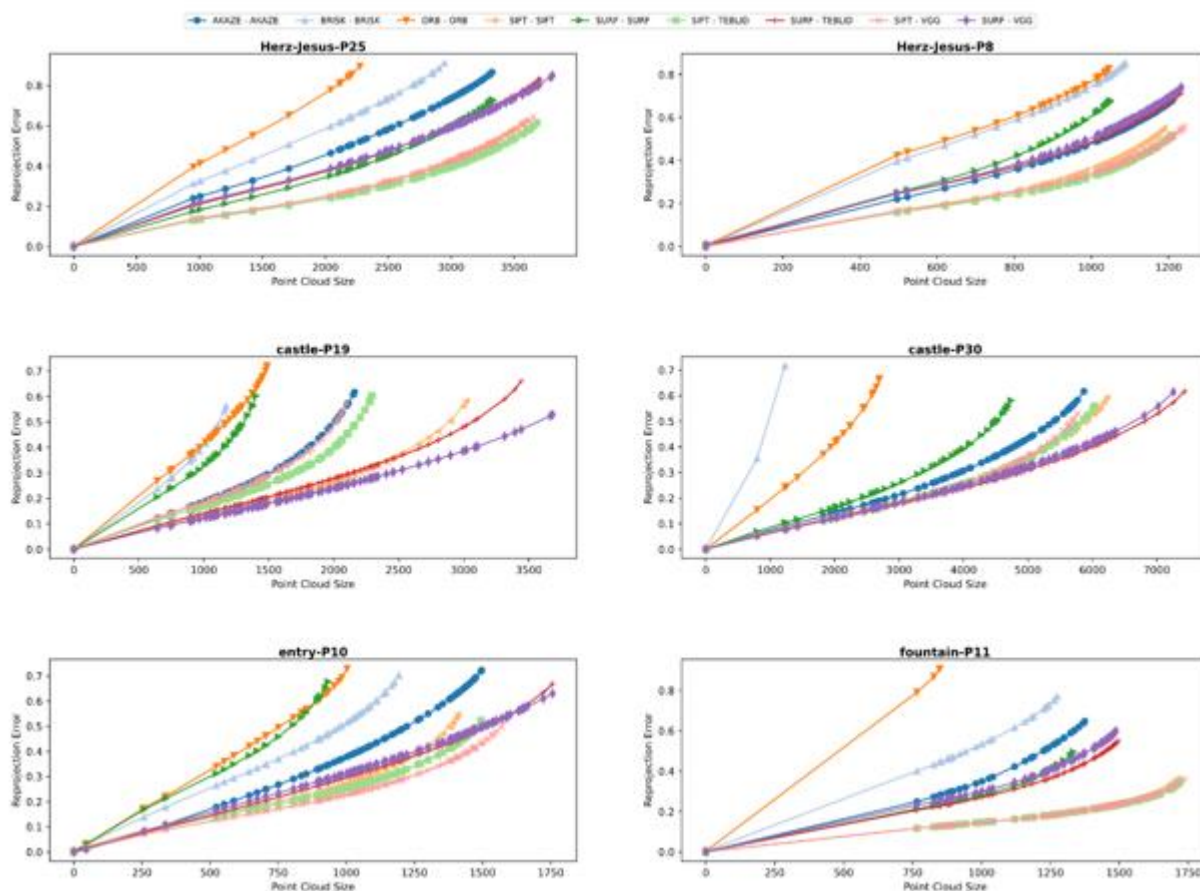 AKAZE - AKAZE BRISK - BRISK ORB - ORB SIFT - SIFT SURF - SURF SIFT - TEBLID SURF - TEBLID SIFT - VGG SURF - VGG
Herz-Jesus-P25
Reprojection Error
0.8
0.6
0.4
0.2
0.0
0 500 1000 1500 2000 2500 3000 3500
Point Cloud Size
Herz-Jesus-P8
Reprojection Error
0.8
0.6
0.4
0.2
0.0
0 200 400 600 800 1000 1200
Point Cloud Size
castle-P19
Reprojection Error
0.7
0.6
0.5
0.4
0.3
0.2
0.1
0.0
0 500 1000 1500 2000 2500 3000 3500
Point Cloud Size
castle-P30
Reprojection Error
0.7
0.6
0.5
0.4
0.3
0.2
0.1
0.0
0 1000 2000 3000 4000 5000 6000 7000
Point Cloud Size
entry-P10
Reprojection Error
0.7
0.6
0.5
0.4
0.3
0.2
0.1
0.0
0 250 500 750 1000 1250 1500 1750
Point Cloud Size
fountain-P11
Reprojection Error
0.8
0.6
0.4
0.2
0.0
0 250 500 750 1000 1250 1500 1750
Point Cloud Size